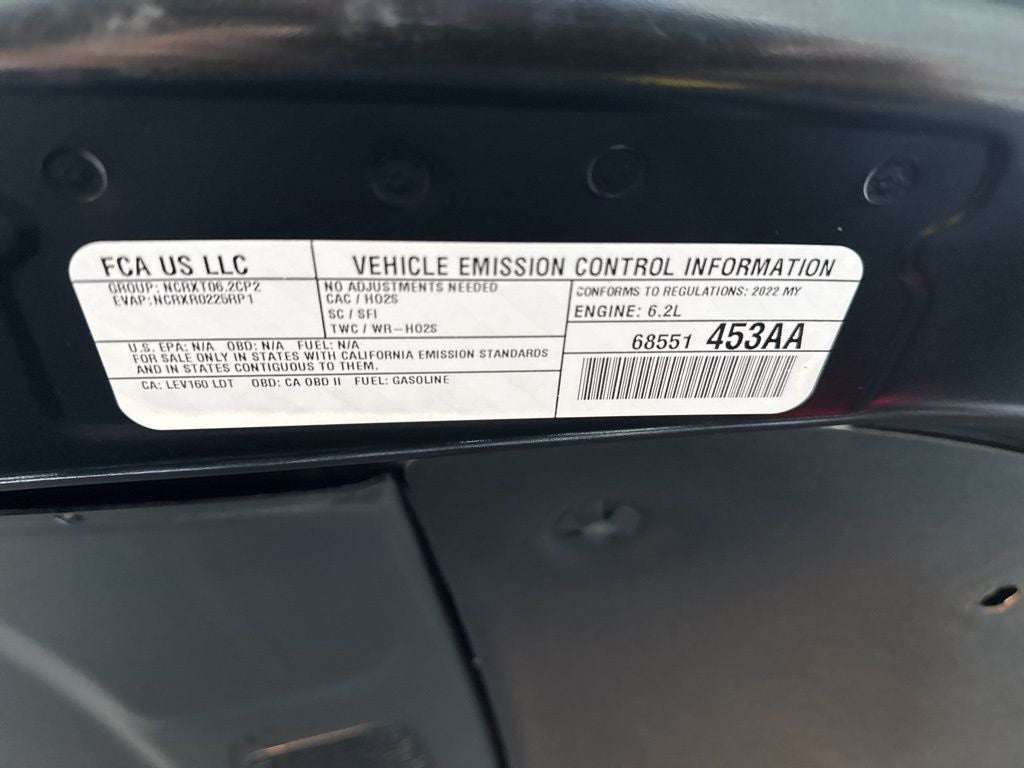 FCA US LLC
VEHICLE EMISSION CONTROL INFORMATION
GROUP: NCRXT06.2CP2
EVAP: NCRXR0225RP1
NO ADJUSTMENTS NEEDED
CAC / HO2S
SC / SFI
TWC / WR-HO2S
CONFORMS TO REGULATIONS: 2022 MY
ENGINE: 6.2L
68551 453AA
U.S. EPA: N/A OBD: N/A FUEL: N/A
FOR SALE ONLY IN STATES WITH CALIFORNIA EMISSION STANDARDS
AND IN STATES CONTIGUOUS TO THEM.
CA: LEV160 LDT OBD: CA OBD II FUEL: GASOLINE